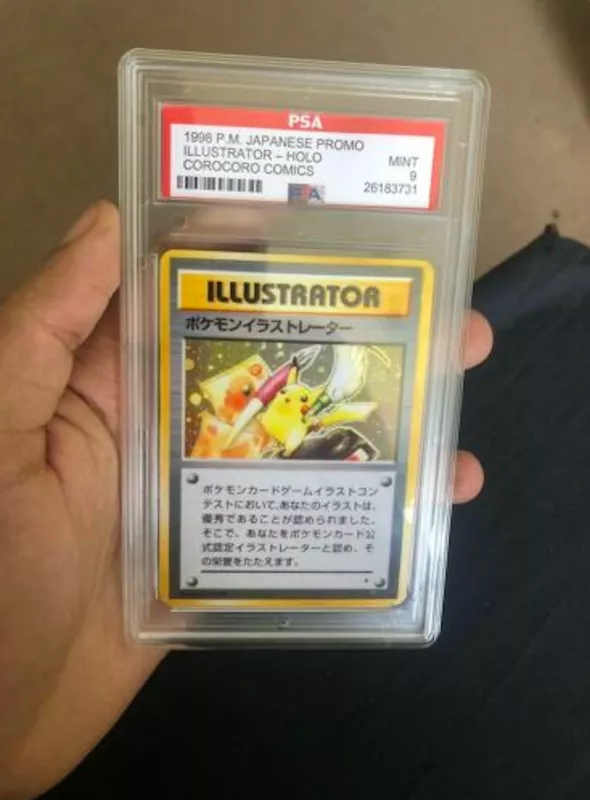 PSA
1998 P.M. JAPANESE PROMO
ILLUSTRATOR – HOLO
MINT
COROCORO COMICS
9
26183731
PSA
ILLUSTRATOR
ポケモンイラストレーター
ポケモンカードゲームイラストコン
テストにおいて、あなたのイラストは、
優秀であることが認められました。
そこで、あなたをポケモンカード公
式認定イラストレーターと認め、そ
の栄誉をたたえます。